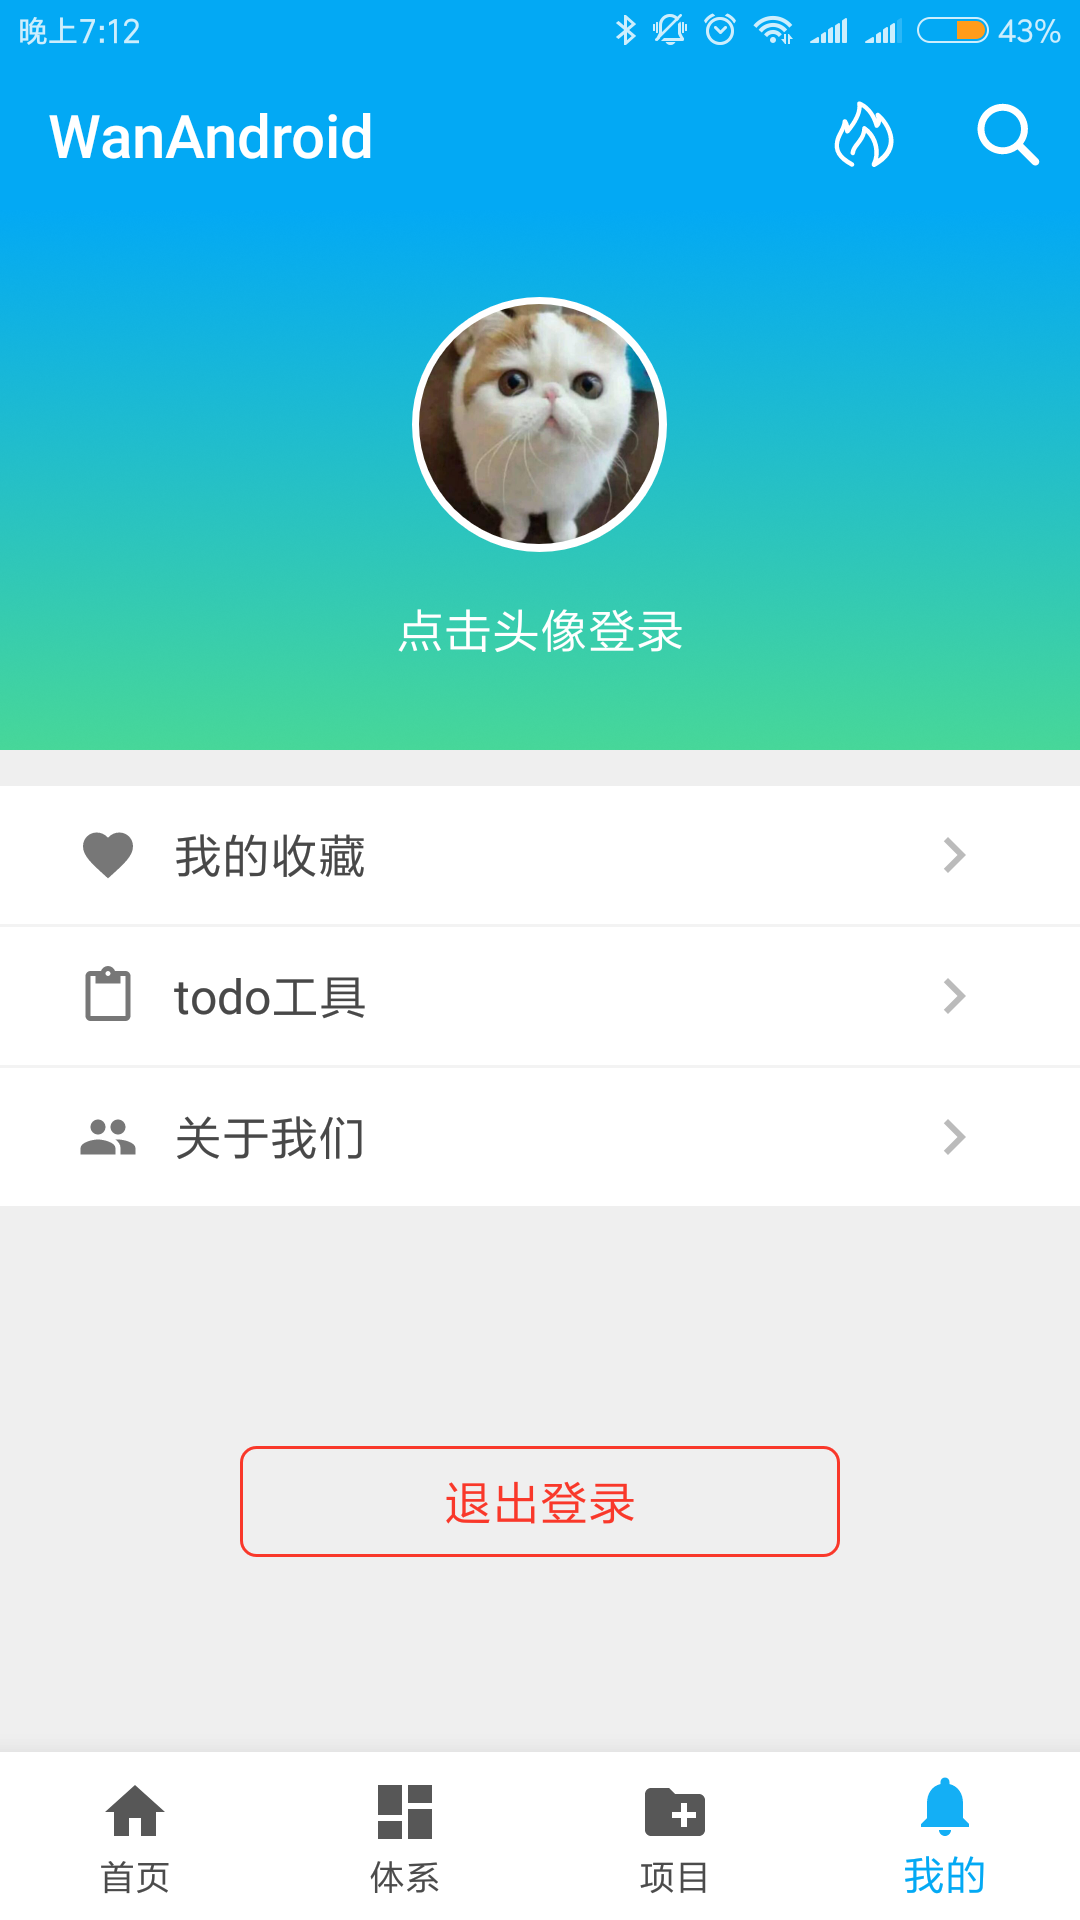 晚上7:12 43%
WanAndroid
点击头像登录
我的收藏
todo工具
关于我们
退出登录
首页 体系 项目 我的